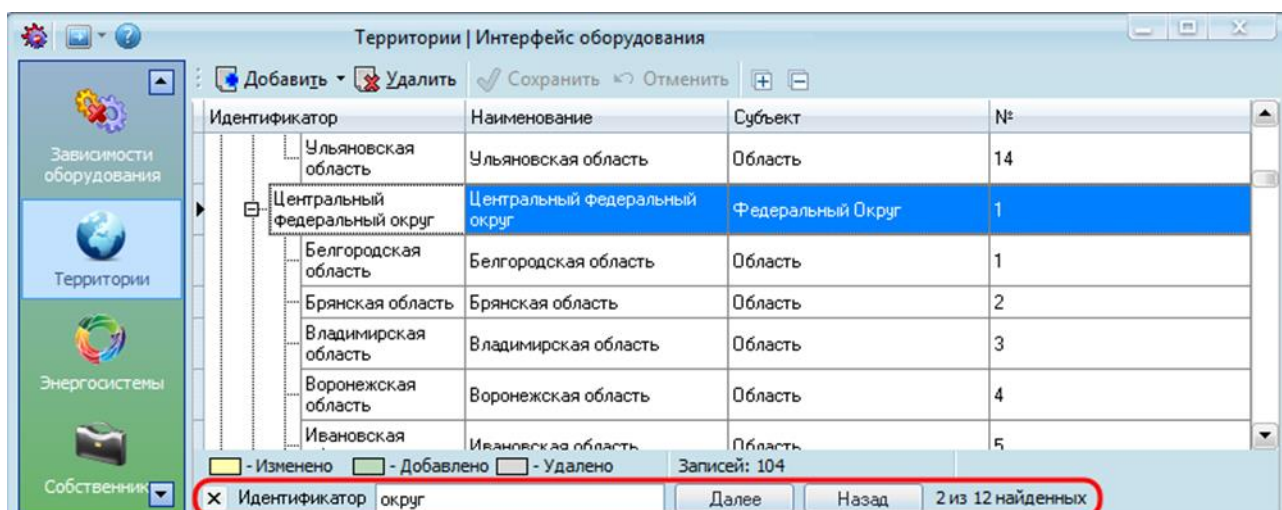 Территории | Интерфейс оборудования
Добавить Удалить Сохранить Отменить
Зависимости
оборудования
Территории
Энергосистемы
Собственник
Идентификатор Наименование Субъект №
Ульяновская
область Ульяновская область Область 14
Центральный
федеральный округ Центральный федеральный
округ Федеральный Округ 1
Белгородская
область Белгородская область Область 1
Брянская область Брянская область Область 2
Владимирская
область Владимирская область Область 3
Воронежская
область Воронежская область Область 4
Ивановская Ивановская область Область 5
- Изменено - Добавлено - Удалено Записей: 104
Идентификатор округ Далее Назад 2 из 12 найденных